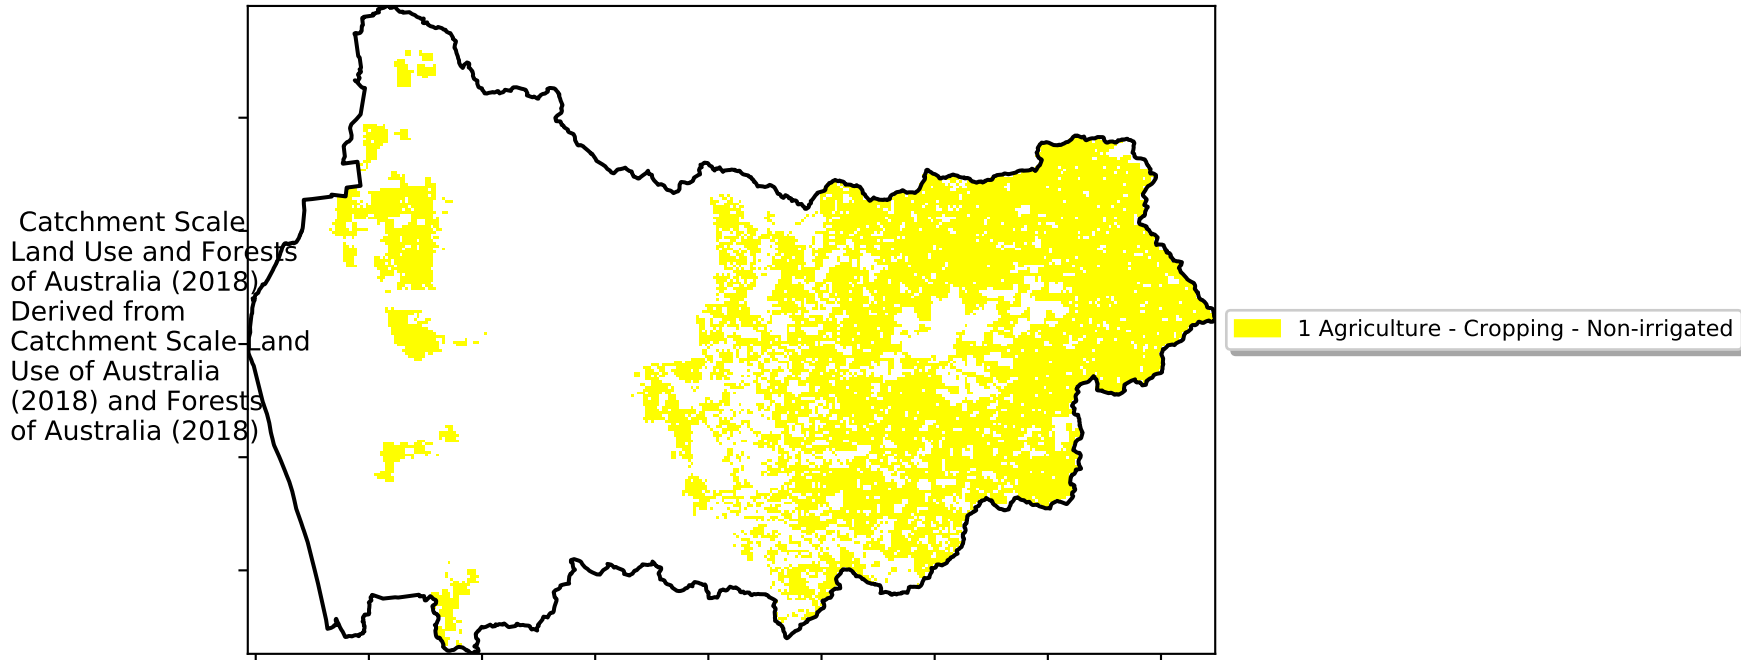 Catchment Scale
Land Use and Forests
of Australia (2018)
Derived from
Catchment Scale Land
Use of Australia
(2018) and Forests
of Australia (2018)
1 Agriculture - Cropping - Non-irrigated